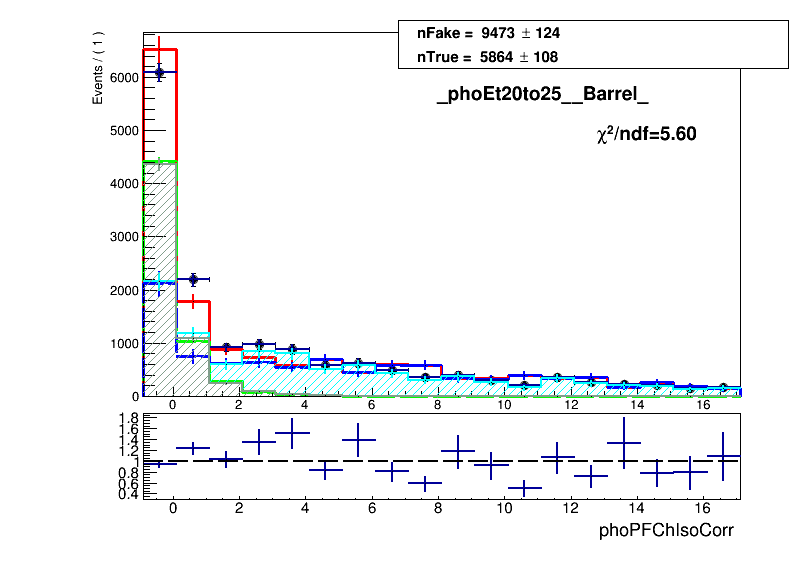 nFake = 9473 ± 124
nTrue = 5864 ± 108
_phoEt20to25__Barrel_
χ²/ndf=5.60
Events / ( 1 )
6000
5000
4000
3000
2000
1000
0
0 2 4 6 8 10 12 14 16
1.8
1.6
1.4
1.2
1
0.8
0.6
0.4
0 2 4 6 8 10 12 14 16
phoPFChIsoCorr